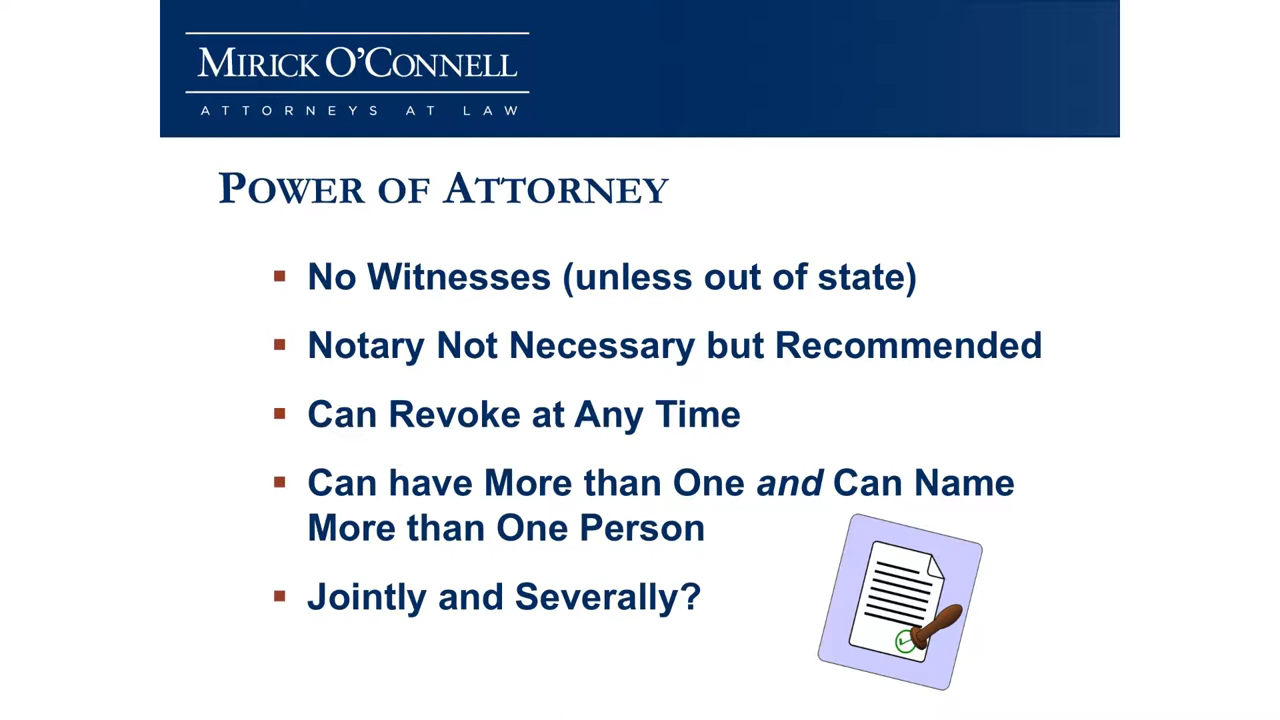 MIRICK O'CONNELL
ATTORNEYS AT LAW
POWER OF ATTORNEY
▪ No Witnesses (unless out of state)
▪ Notary Not Necessary but Recommended
▪ Can Revoke at Any Time
▪ Can have More than One and Can Name
More than One Person
▪ Jointly and Severally?